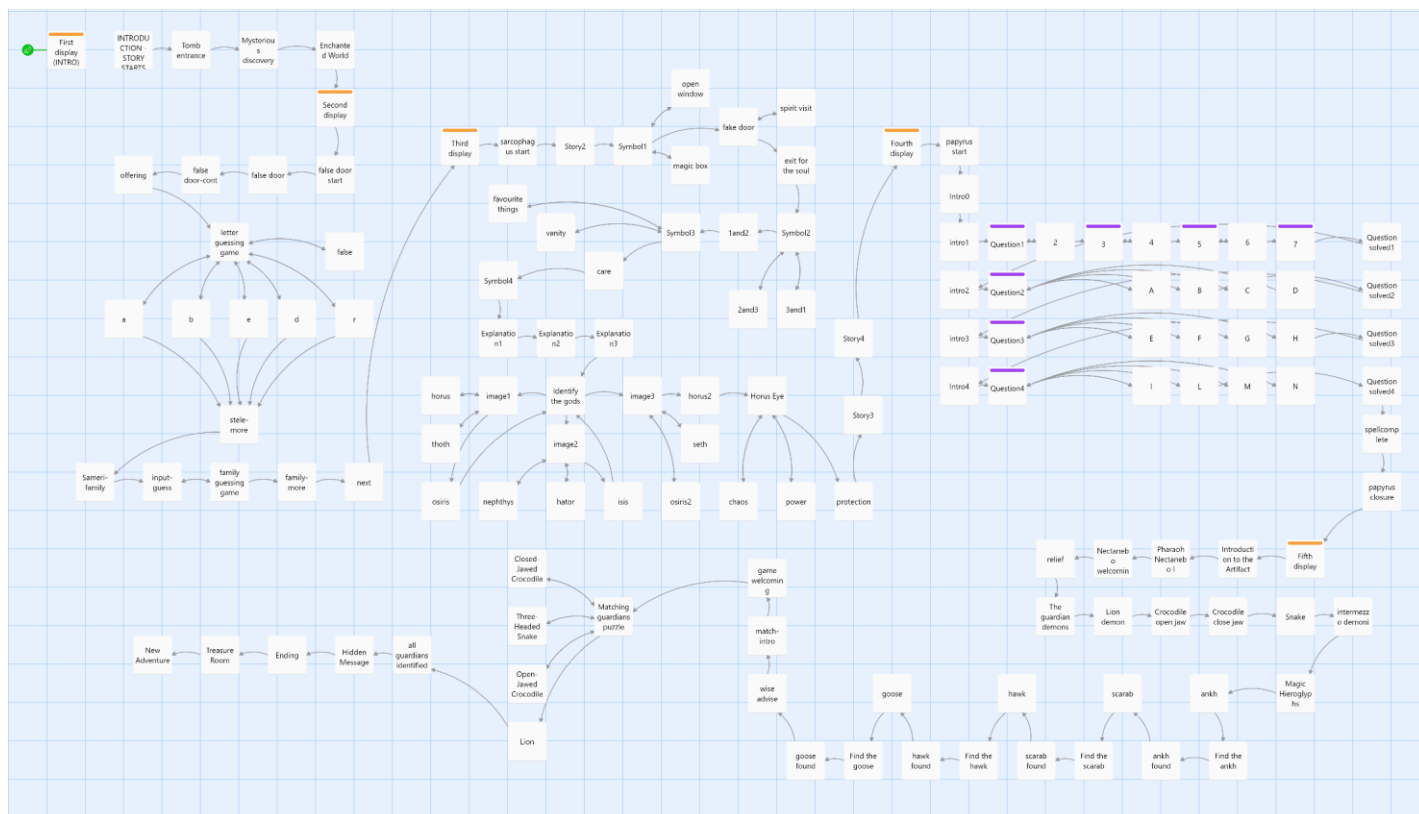 First
display
(INTRO)
INTRODU
CTION -
STORY
STARTS
Tomb
entrance
Mysteriou
s
discovery
Enchante
d World
Second
display
false door
start
false door
false
door-cont
offering
letter
guessing
game
false
a
b
e
d
r
stele-
more
Sameri-
family
input-
guess
family
guessing
game
family-
more
next
Third
display
sarcophag
us start
Story2
Symbol1
open
window
magic box
fake door
spirit visit
exit for
the soul
Symbol2
1and2
2and3
3and1
Symbol3
favourite
things
vanity
care
Symbol4
Explanatio
n1
Explanatio
n2
Explanatio
n3
Identify
the gods
image1
horus
thoth
osiris
image2
nephthys
hator
isis
image3
horus2
seth
osiris2
Horus Eye
chaos
power
protection
Story3
Story4
Fourth
display
papyrus
start
Intro0
intro1
Question1
2
3
4
5
6
7
Question
solved1
intro2
Question2
A
B
C
D
Question
solved2
intro3
Question3
E
F
G
H
Question
solved3
Intro4
Question4
I
L
M
N
Question
solved4
spellcomp
lete
papyrus
closure
Fifth
display
Introducti
on to the
Artifact
Pharaoh
Nectaneb
o I
Nectaneb
o
welcomin
relief
The
guardian
demons
Lion
demon
Crocodile
open jaw
Crocodile
close jaw
Snake
intermezz
o demoni
Magic
Hieroglyp
hs
ankh
Find the
ankh
ankh
found
scarab
Find the
scarab
scarab
found
hawk
Find the
hawk
hawk
found
goose
Find the
goose
goose
found
wise
advise
match-
intro
game
welcomin
g
Matching
guardians
puzzle
Closed-
Jawed
Crocodile
Three-
Headed
Snake
Open-
Jawed
Crocodile
Lion
all
guardians
identified
Hidden
Message
Ending
Treasure
Room
New
Adventure